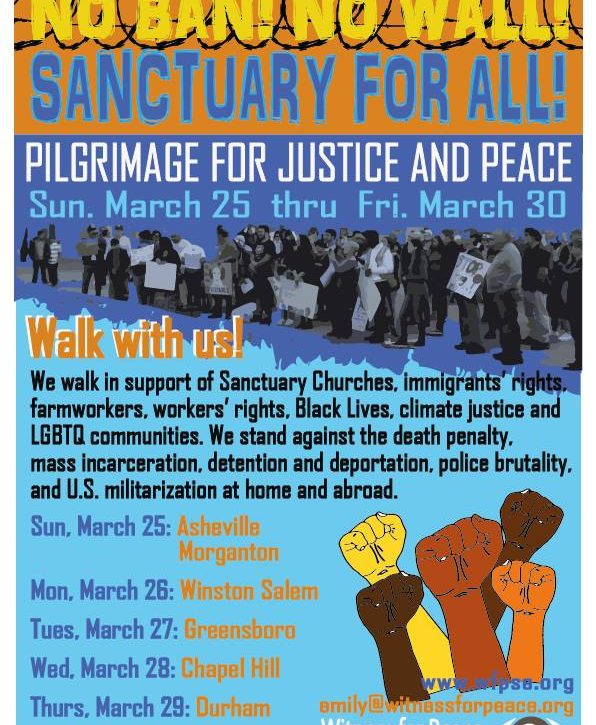 NO BAN! NO WALL!
SANCTUARY FOR ALL!
PILGRIMAGE FOR JUSTICE AND PEACE
Sun. March 25 thru Fri. March 30
Walk with us!
We walk in support of Sanctuary Churches, immigrants' rights,
farmworkers, workers' rights, Black Lives, climate justice and
LGBTQ communities. We stand against the death penalty,
mass incarceration, detention and deportation, police brutality,
and U.S. militarization at home and abroad.
Sun, March 25: Asheville
Morganton
Mon, March 26: Winston Salem
Tues, March 27: Greensboro
Wed, March 28: Chapel Hill
Thurs, March 29: Durham
www.wfpse.org
emily@witnessforpeace.org
Witness for Peace